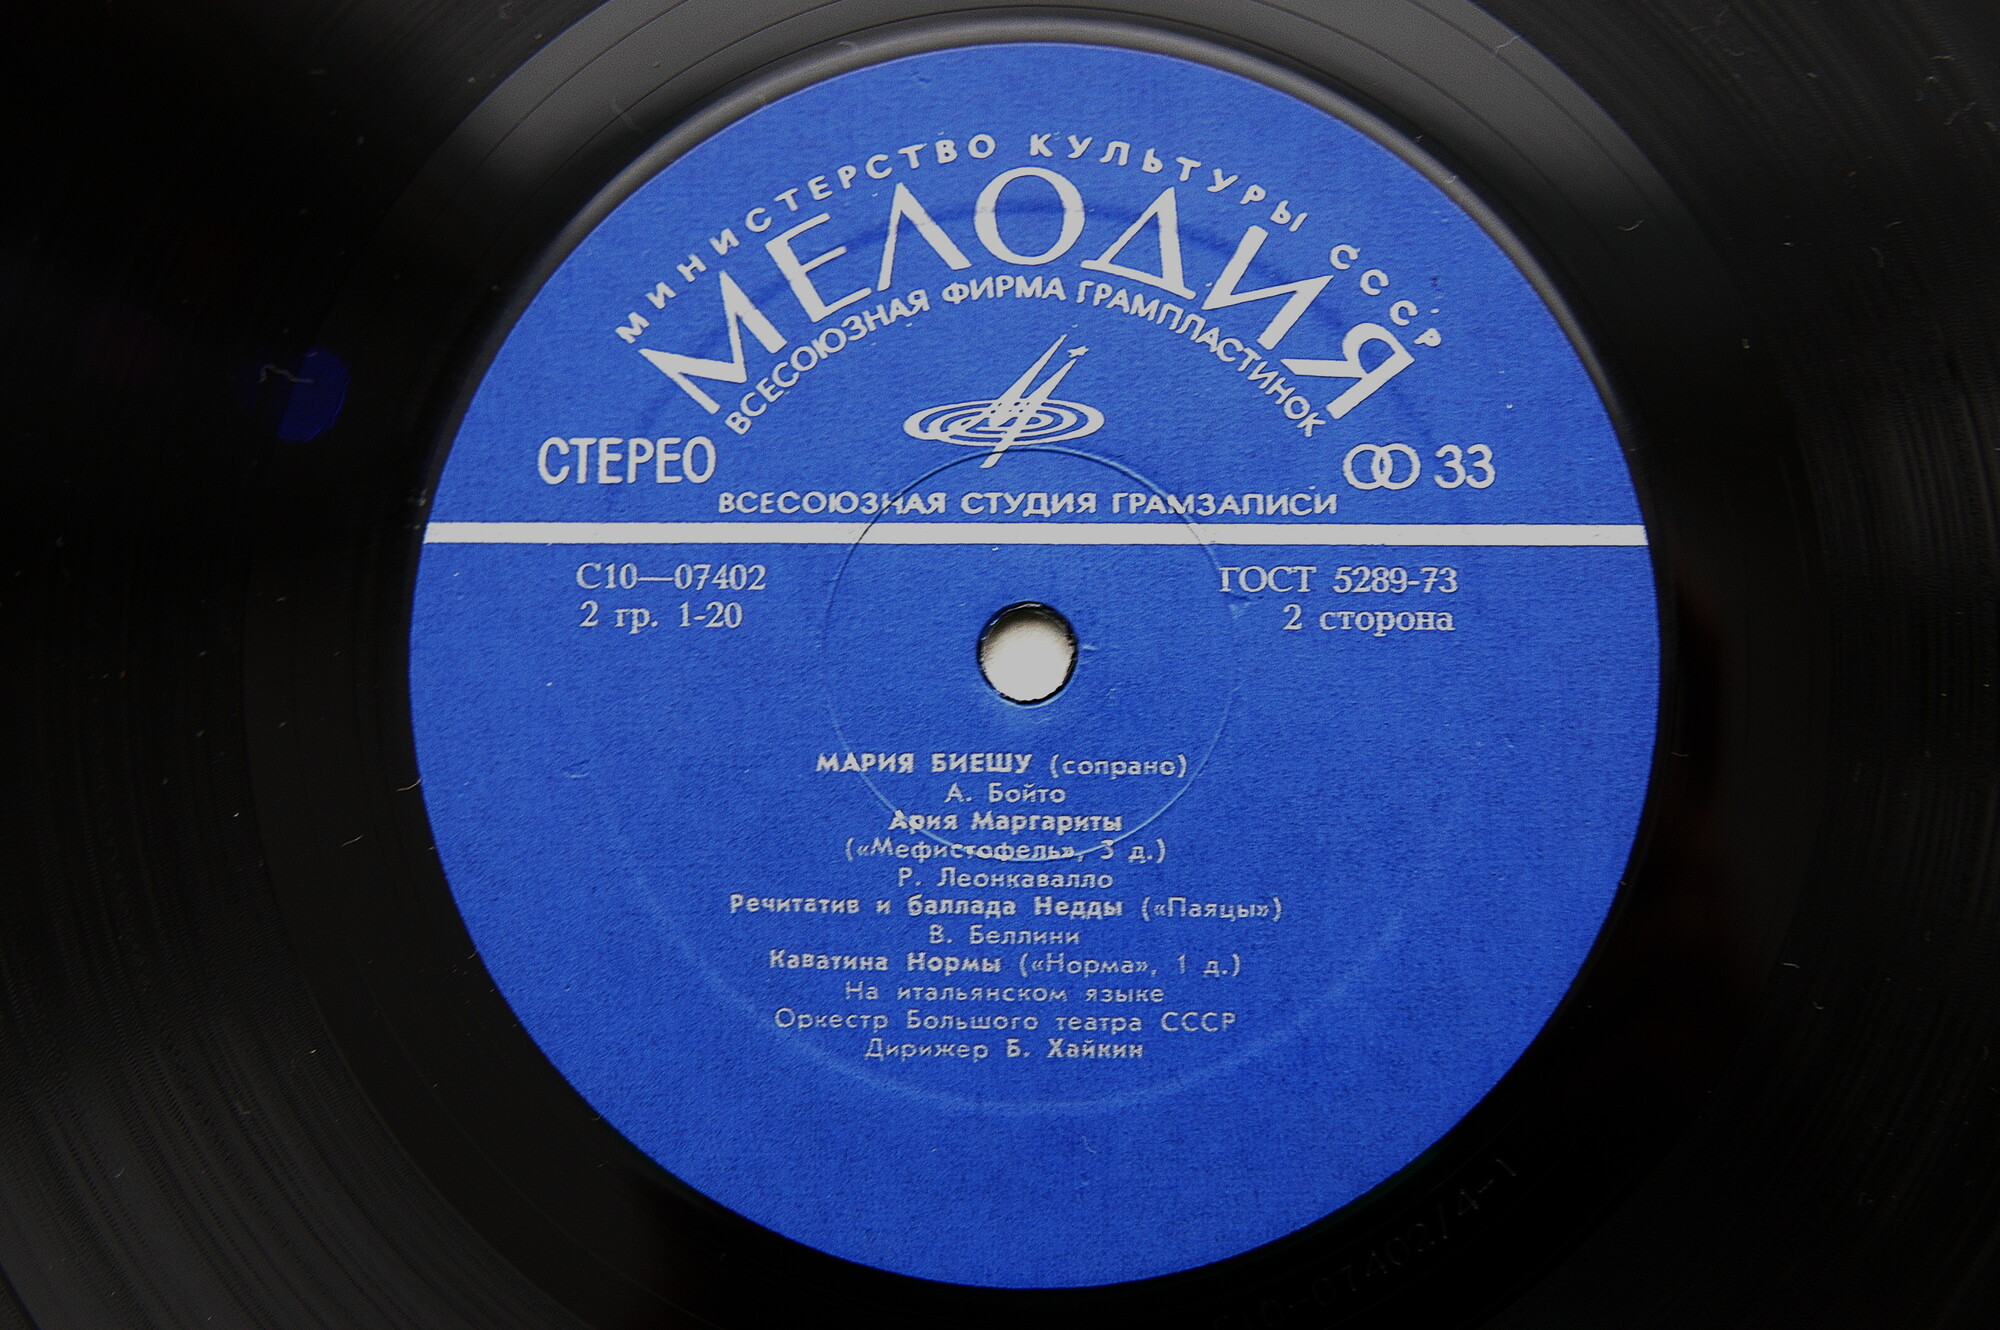 МИНИСТЕРСТВО КУЛЬТУРЫ СССР
МЕЛОДИЯ
ВСЕСОЮЗНАЯ ФИРМА ГРАМПЛАСТИНОК
СТЕРЕО
33
ВСЕСОЮЗНАЯ СТУДИЯ ГРАМЗАПИСИ
С10—07402
ГОСТ 5289-73
2 гр. 1-20
2 сторона
МАРИЯ БИЕШУ (сопрано)
А. Бойто
Ария Маргариты
(«Мефистофель», 3 д.)
Р. Леонкавалло
Речитатив и баллада Недды («Паяцы»)
В. Беллини
Каватина Нормы («Норма», 1 д.)
На итальянском языке
Оркестр Большого театра СССР
Дирижер Б. Хайкин